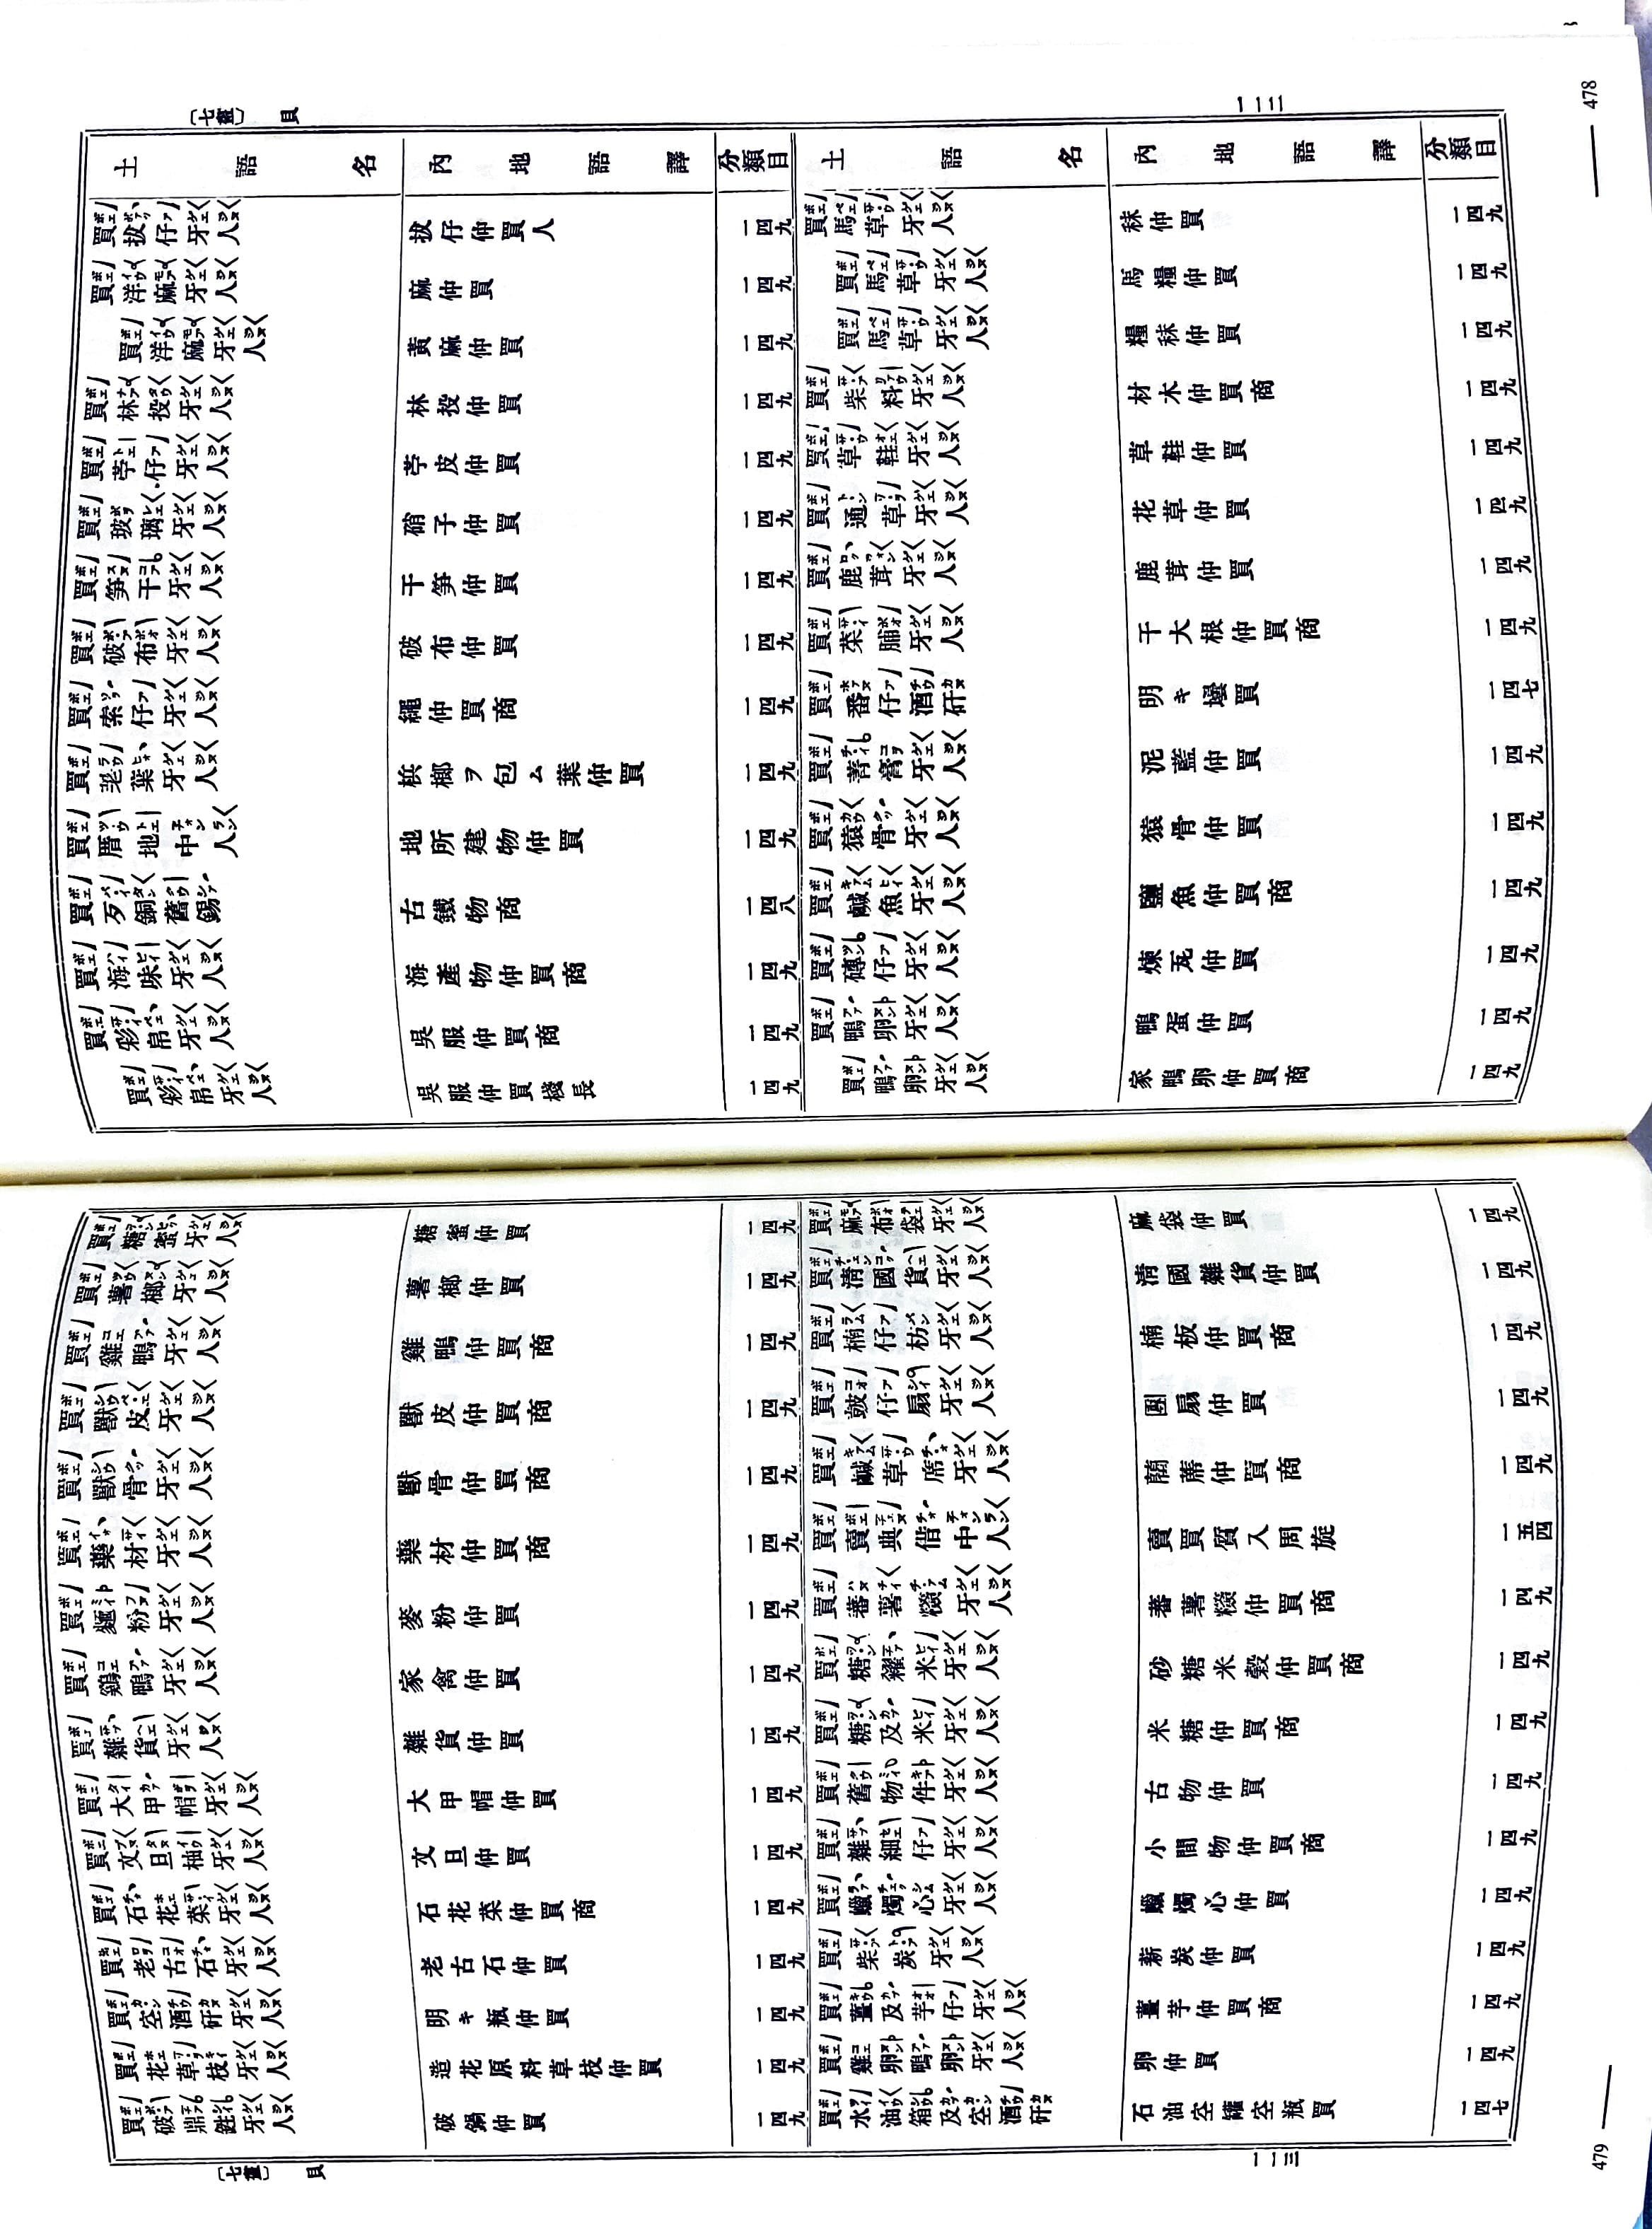 〔七畫〕 貝
一一二
土語名
內地語譯
分類目
買拔仔牙人 拔仔仲買人 一四九
買洋麻牙人 麻仲買 一四九
買洋麻牙人 黃麻仲買 一四九
買林投牙人 林投仲買 一四九
買苧仔牙人 苧皮仲買 一四九
買玻璃牙人 硝子仲買 一四九
買笋干牙人 干笋仲買 一四九
買破布牙人 破布仲買 一四九
買索仔牙人 繩仲買商 一四九
買荖葉牙人 梹榔ヲ包ム葉仲買 一四九
買厝地中人 地所建物仲買 一四九
買歹銅舊錫 古鐵物商 一四八
買海味牙人 海產物仲買商 一四九
買彩帛牙人 吳服仲買商 一四九
買彩帛牙人 吳服仲買棧長 一四九
土語名
內地語譯
分類目
買馬草牙人 秣仲買 一四九
買馬草牙人 馬糧仲買 一四九
買馬草牙人 糧秣仲買 一四九
買柴料牙人 材木仲買商 一四九
買草鞋牙人 草鞋仲買 一四九
買通草牙人 花草仲買 一四九
買鹿茸牙人 鹿茸仲買 一四九
買菜脯牙人 干大根仲買商 一四九
買番仔酒矸 明キ壜買 一四七
買菁膏牙人 泥藍仲買 一四九
買猿骨牙人 猿骨仲買 一四九
買鹹魚牙人 鹽魚仲買商 一四九
買磚仔牙人 煉瓦仲買 一四九
買鴨卵牙人 鴨蛋仲買 一四九
買鴨卵牙人 家鴨卵仲買商 一四九
478
買糖蜜牙人 糖蜜仲買 一四九
買薯榔牙人 薯榔仲買 一四九
買雞鴨牙人 雞鴨仲買商 一四九
買獸皮牙人 獸皮仲買商 一四九
買獸骨牙人 獸骨仲買商 一四九
買藥材牙人 藥材仲買商 一四九
買麵粉牙人 麥粉仲買 一四九
買鷄鴨牙人 家禽仲買 一四九
買雜貨牙人 雜貨仲買 一四九
買大甲帽牙人 大甲帽仲買 一四九
買文旦柚牙人 文旦仲買 一四九
買石花菜牙人 石花菜仲買商 一四九
買老古石牙人 老古石仲買 一四九
買空酒矸牙人 明キ瓶仲買 一四九
買花草枝牙人 造花原料草枝仲買 一四九
買破鼎鉎牙人 破鍋仲買 一四九
買麻布袋牙人 麻袋仲買 一四九
買淸國貨牙人 淸國雜貨仲買 一四九
買楠仔枋牙人 楠板仲買商 一四九
買鼓仔扇牙人 團扇仲買 一四九
買鹹草席牙人 藺蓆仲買商 一四九
買賣典借中人 賣買質入周旋 一五四
買蕃薯簽牙人 蕃薯簽仲買商 一四九
買糖糴米牙人 砂糖米穀仲買商 一四九
買糖及米牙人 米糖仲買商 一四九
買舊物件牙人 古物仲買 一四九
買雜細仔牙人 小間物仲買商 一四九
買蠟燭心牙人 蠟燭心仲買 一四九
買柴炭牙人 薪炭仲買 一四九
買薑及芋仔牙人 薑芋仲買商 一四九
買雞卵鴨卵牙人 卵仲買 一四九
買水油箱及空酒矸 石油空罐空瓶買 一四七
〔七畫〕 貝
一一三
479